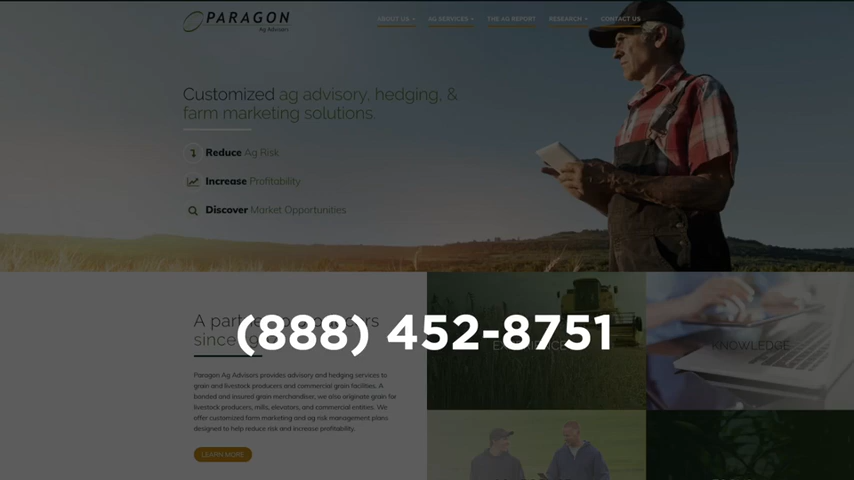 PARAGON
Ag Advisors
ABOUT US
AG SERVICES
THE AG REPORT
RESEARCH
CONTACT US
Customized ag advisory, hedging, &
farm marketing solutions.
Reduce Ag Risk
Increase Profitability
Discover Market Opportunities
(888) 452-8751
A
since
KNOWLEDGE
Paragon Ag Advisors provides advisory and hedging services to
grain and livestock producers and commercial grain facilities. A
bonded and insured grain merchandiser, we also originate grain for
livestock producers, mills, elevators, and commercial entities. We
offer customized farm marketing and ag risk management plans
designed to help reduce risk and increase profitability.
LEARN MORE